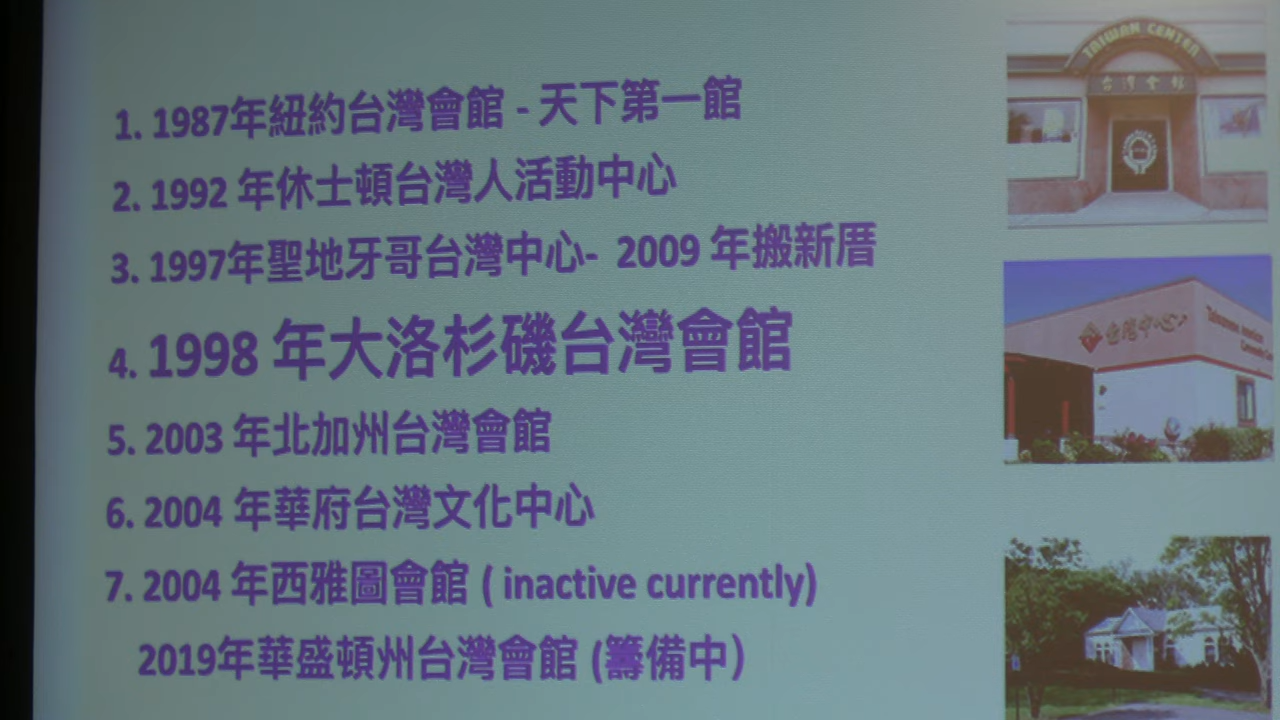 1. 1987年紐約台灣會館 - 天下第一館
2. 1992 年休士頓台灣人活動中心
3. 1997年聖地牙哥台灣中心- 2009 年搬新厝
4. 1998 年大洛杉磯台灣會館
5. 2003 年北加州台灣會館
6. 2004 年華府台灣文化中心
7. 2004 年西雅圖會館 ( inactive currently)
2019年華盛頓州台灣會館 (籌備中)
TAIWAN CENTER
台灣會館
台灣中心
Taiwanese American
Community Center